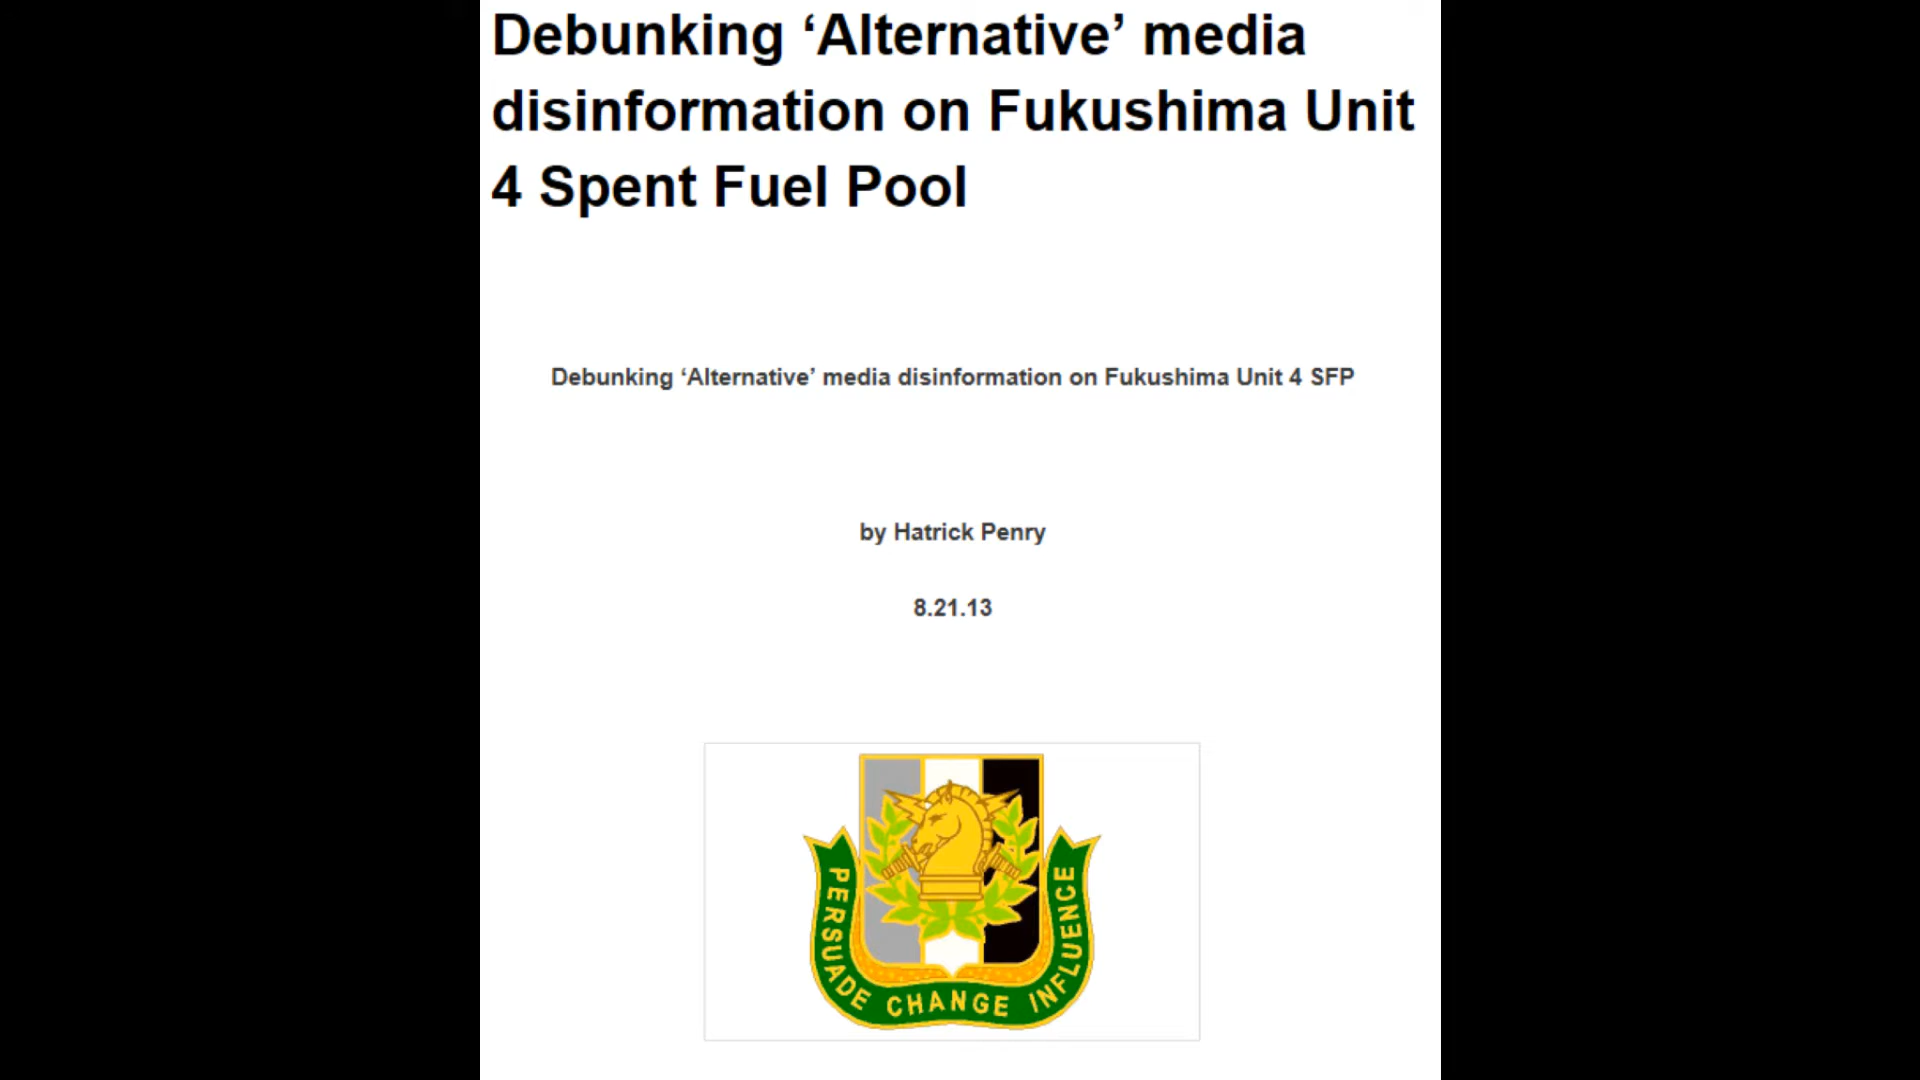 Debunking ‘Alternative’ media
disinformation on Fukushima Unit
4 Spent Fuel Pool
Debunking ‘Alternative’ media disinformation on Fukushima Unit 4 SFP
by Hatrick Penry
8.21.13
PERSUADE CHANGE INFLUENCE